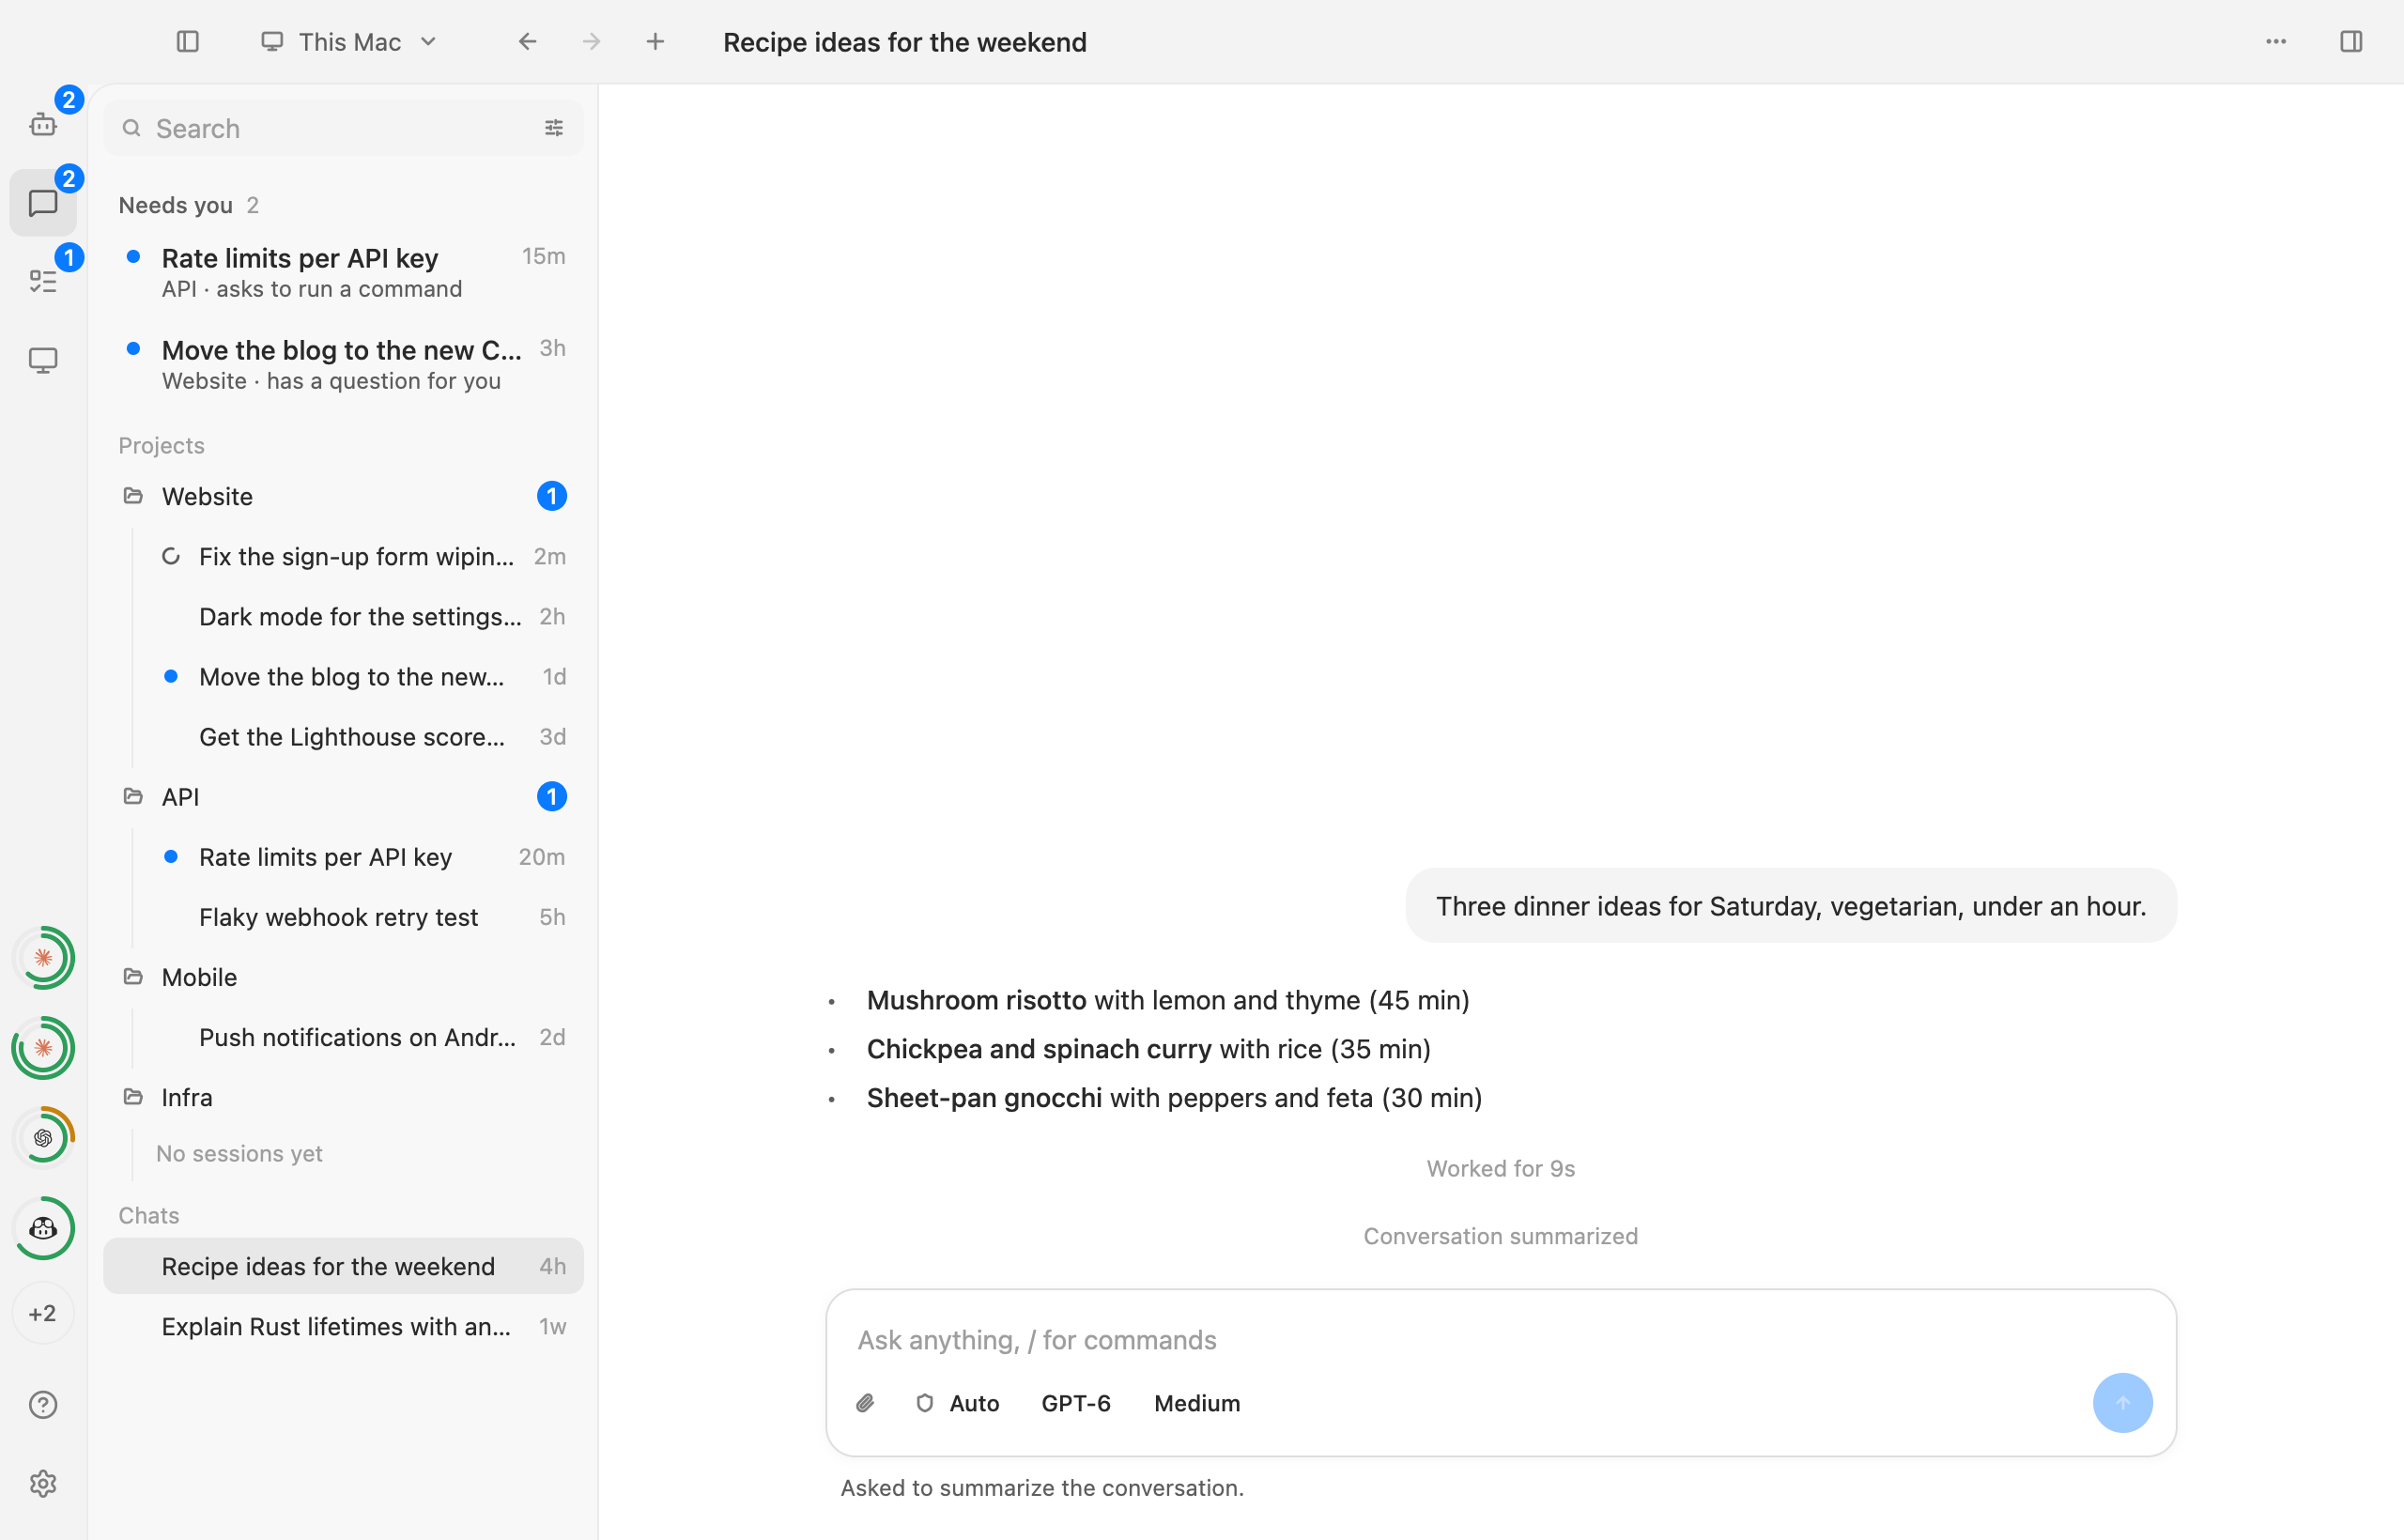 This Mac
Recipe ideas for the weekend
2
2
1
Search
Needs you 2
Rate limits per API key 15m
API · asks to run a command
Move the blog to the new C... 3h
Website · has a question for you
Projects
Website 1
Fix the sign-up form wipin... 2m
Dark mode for the settings... 2h
Move the blog to the new... 1d
Get the Lighthouse score... 3d
API 1
Rate limits per API key 20m
Flaky webhook retry test 5h
Mobile
Push notifications on Andr... 2d
Infra
No sessions yet
Chats
Recipe ideas for the weekend 4h
Explain Rust lifetimes with an... 1w
+2
Three dinner ideas for Saturday, vegetarian, under an hour.
• Mushroom risotto with lemon and thyme (45 min)
• Chickpea and spinach curry with rice (35 min)
• Sheet-pan gnocchi with peppers and feta (30 min)
Worked for 9s
Conversation summarized
Ask anything, / for commands
Auto GPT-6 Medium
Asked to summarize the conversation.